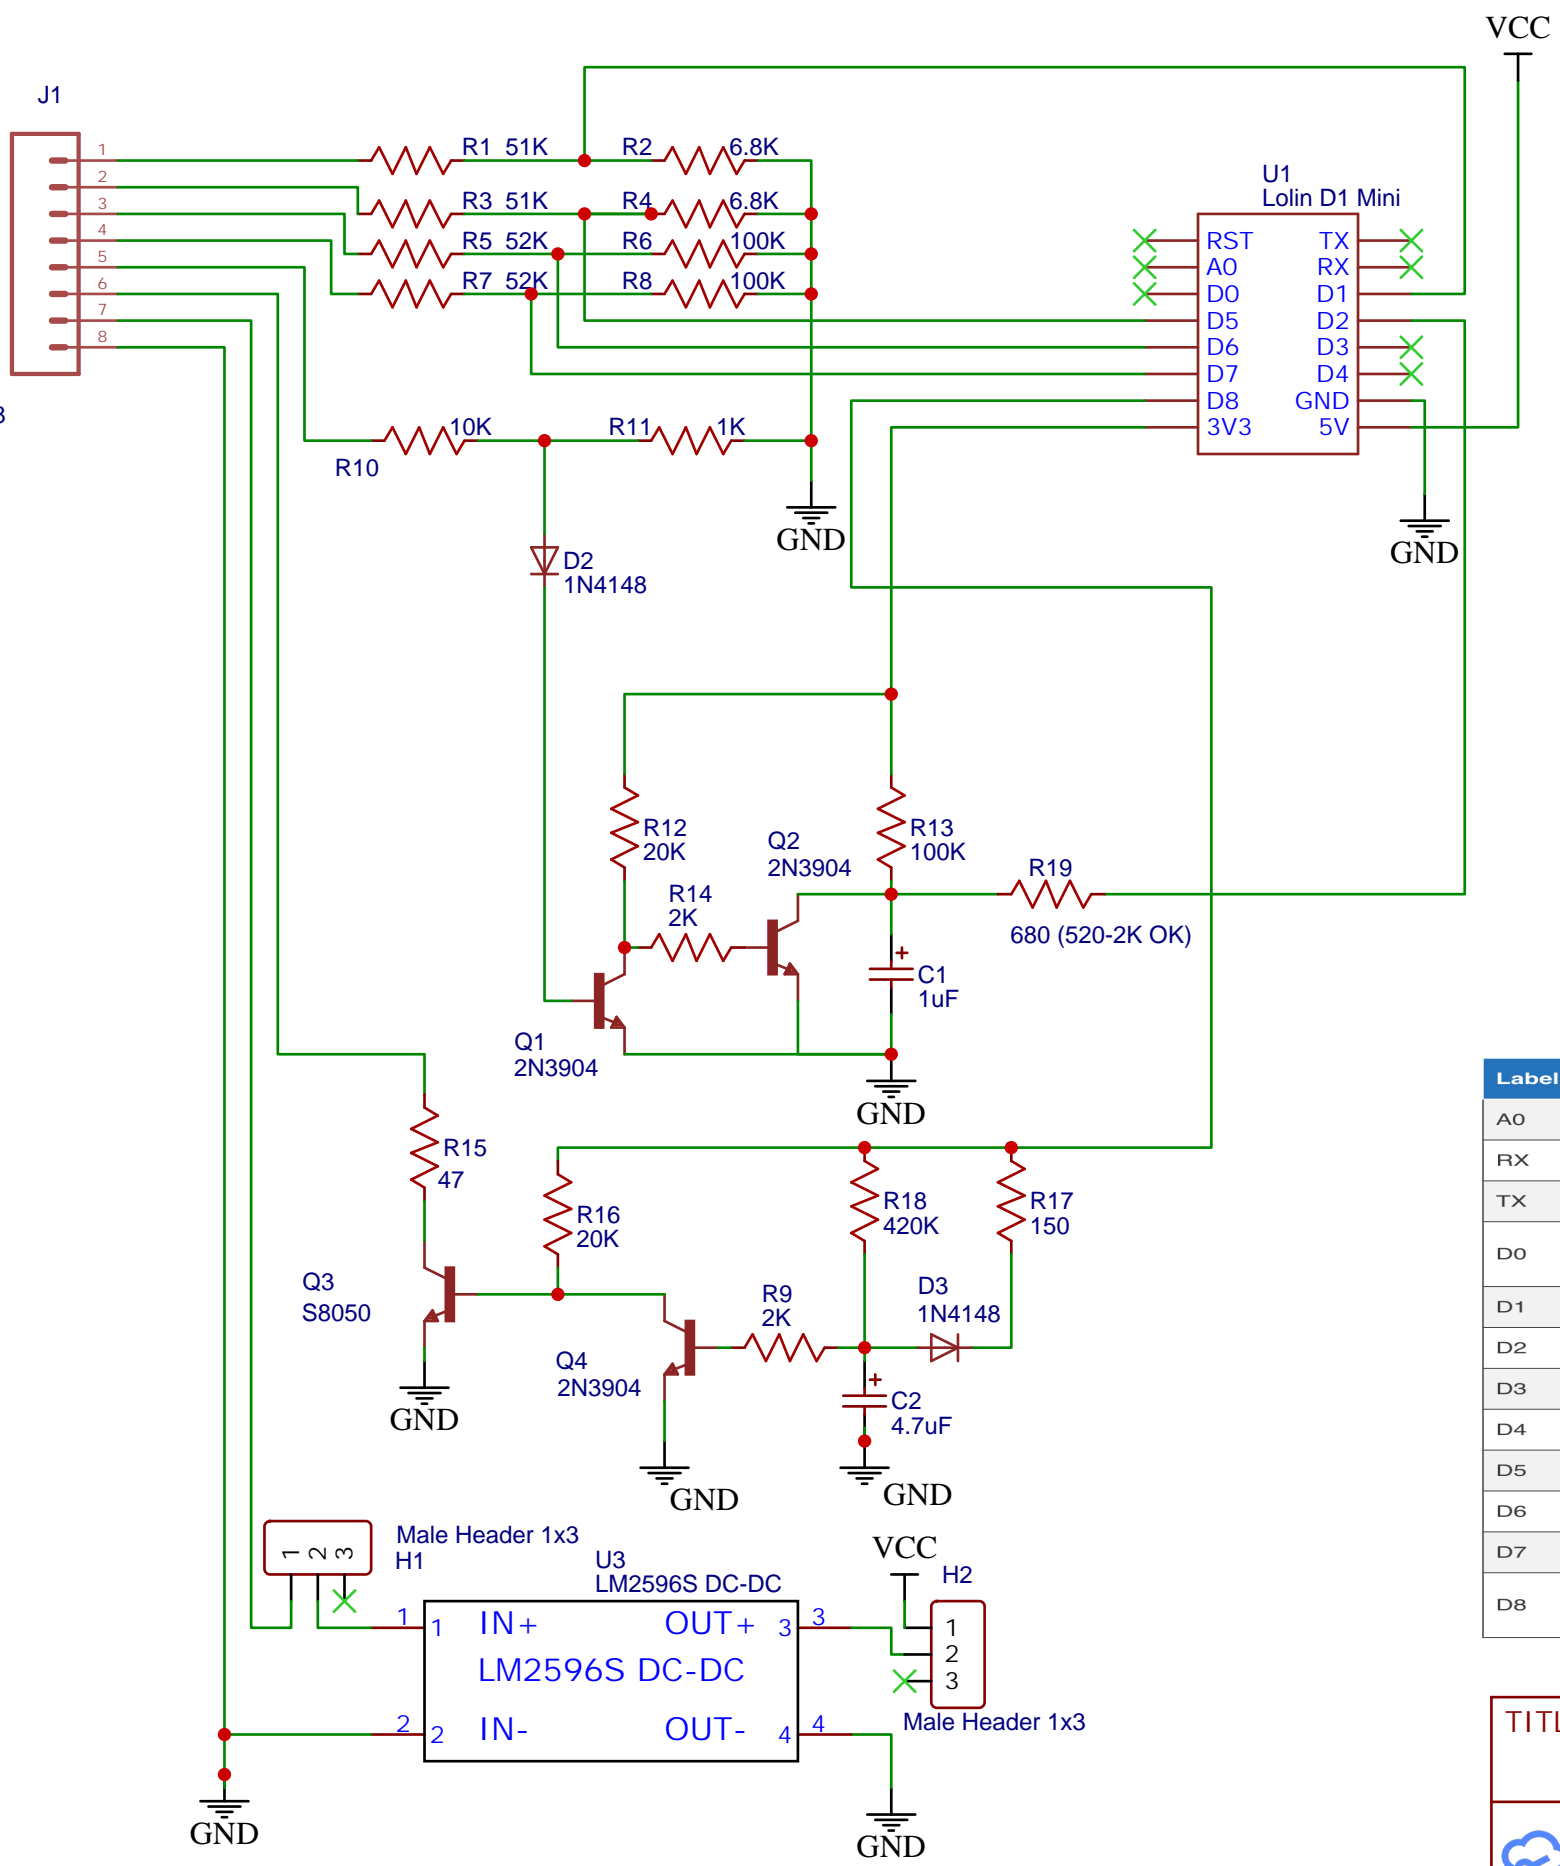 VCC
J1
1
2
3
4
5
6
7
8
R1 51K
R2 6.8K
R3 51K
R4 6.8K
R5 52K
R6 100K
R7 52K
R8 100K
U1
Lolin D1 Mini
RST TX
A0 RX
D0 D1
D5 D2
D6 D3
D7 D4
D8 GND
3V3 5V
10K
R10
R11 1K
GND
GND
D2
1N4148
R12
20K
Q2
2N3904
R13
100K
R14
2K
R19
680 (520-2K OK)
C1
1uF
Q1
2N3904
GND
R15
47
R16
20K
R18
420K
R17
150
Q3
S8050
R9
2K
D3
1N4148
Q4
2N3904
C2
4.7uF
GND
GND
GND
Label
A0
RX
TX
D0
D1
D2
D3
D4
D5
D6
D7
D8
1 2 3
Male Header 1x3
H1
U3
LM2596S DC-DC
VCC
H2
1 1 IN+ OUT+ 3 3
LM2596S DC-DC
2 2 IN- OUT- 4 4
1
2
3
Male Header 1x3
GND
GND